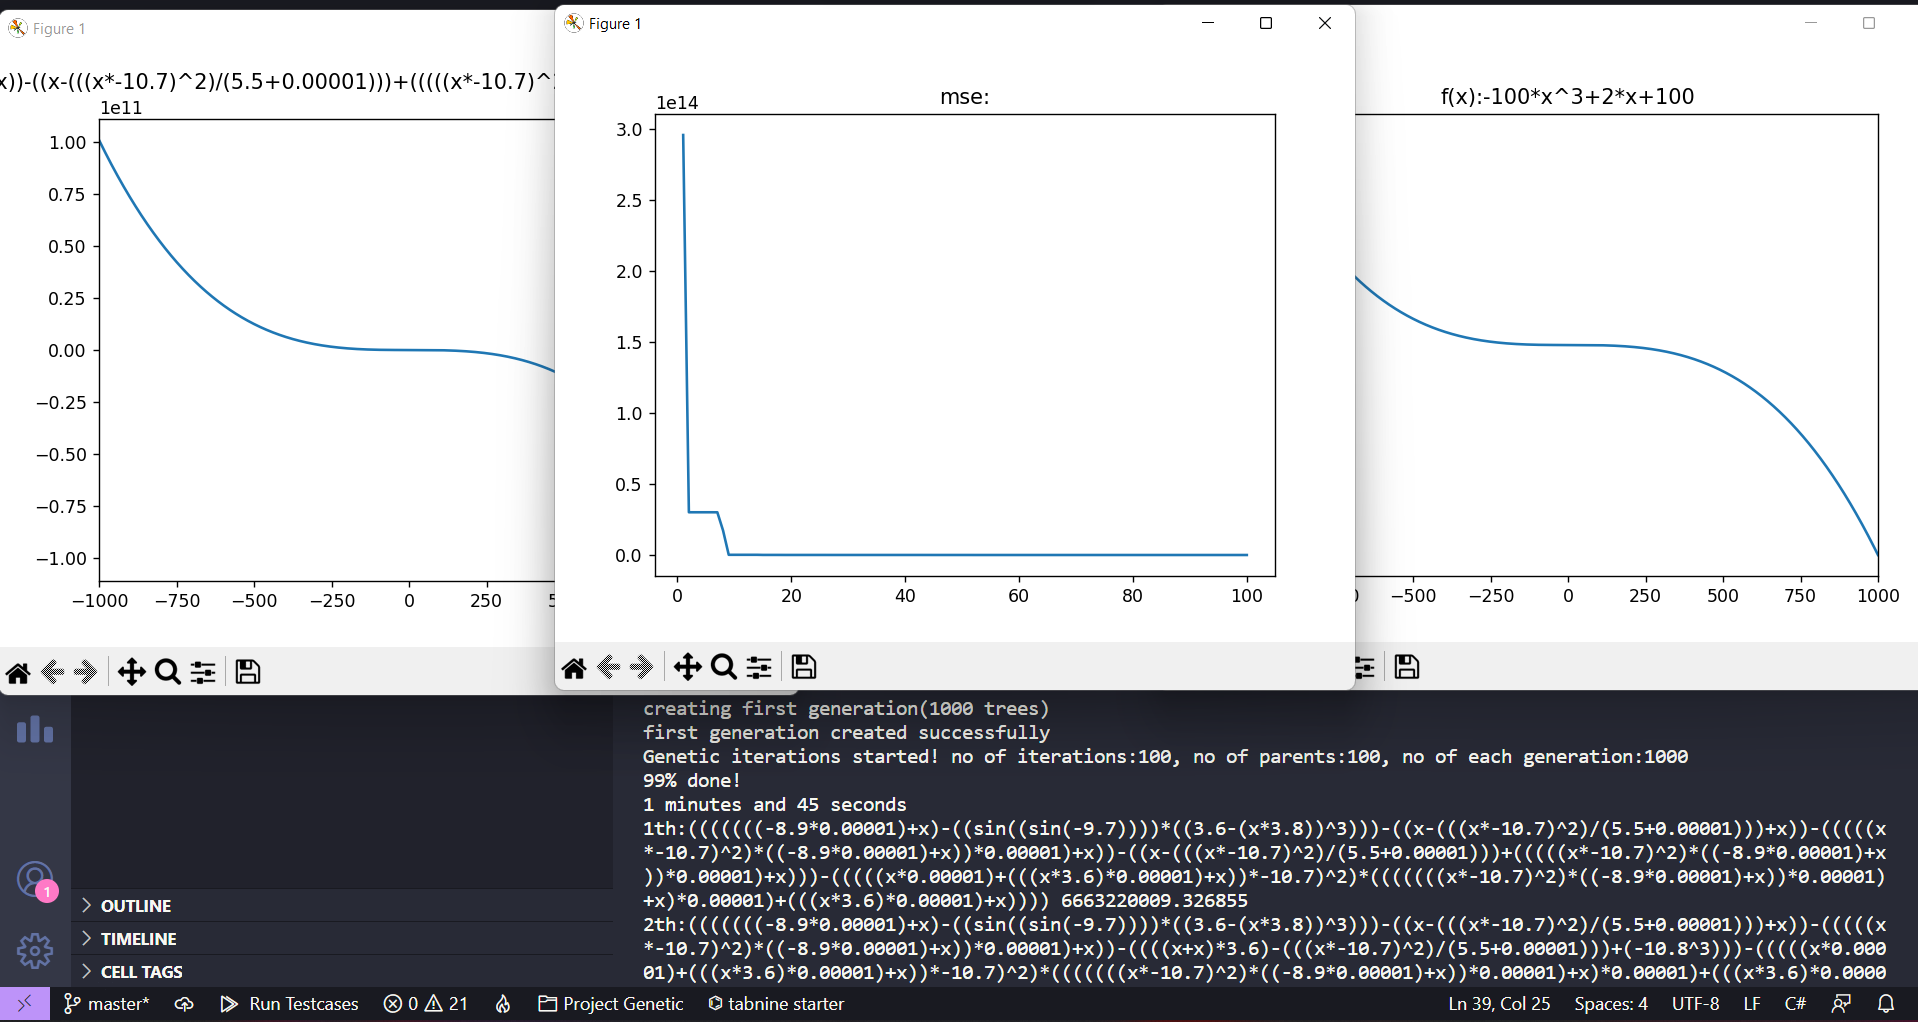 Figure 1
x))-((x-(((x*-10.7)^2)/(5.5+0.00001)))+(((((x*-10.7)^
1e11
1.00
0.75
0.50
0.25
0.00
−0.25
−0.50
−0.75
−1.00
−1000 −750 −500 −250 0 250
Figure 1
mse:
1e14
3.0
2.5
2.0
1.5
1.0
0.5
0.0
0 20 40 60 80 100
f(x):-100*x^3+2*x+100
−500 −250 0 250 500 750 1000
creating first generation(1000 trees)
first generation created successfully
Genetic iterations started! no of iterations:100, no of parents:100, no of each generation:1000
99% done!
1 minutes and 45 seconds
1th:(((((((-8.9*0.00001)+x)-((sin((sin(-9.7))))*((3.6-(x*3.8))^3)))-((x-(((x*-10.7)^2)/(5.5+0.00001)))+x))-(((((x
*-10.7)^2)*((-8.9*0.00001)+x))*0.00001)+x))-((x-(((x*-10.7)^2)/(5.5+0.00001)))+(((((x*-10.7)^2)*((-8.9*0.00001)+x
))*0.00001)+x)))-(((((x*0.00001)+(((x*3.6)*0.00001)+x))*-10.7)^2)*(((((((x*-10.7)^2)*((-8.9*0.00001)+x))*0.00001)
+x)*0.00001)+(((x*3.6)*0.00001)+x)))) 6663220009.326855
2th:(((((((-8.9*0.00001)+x)-((sin((sin(-9.7))))*((3.6-(x*3.8))^3)))-((x-(((x*-10.7)^2)/(5.5+0.00001)))+x))-(((((x
*-10.7)^2)*((-8.9*0.00001)+x))*0.00001)+x))-((((x+x)*3.6)-(((x*-10.7)^2)/(5.5+0.00001)))+(-10.8^3)))-(((((x*0.000
01)+(((x*3.6)*0.00001)+x))*-10.7)^2)*(((((((x*-10.7)^2)*((-8.9*0.00001)+x))*0.00001)+x)*0.00001)+(((x*3.6)*0.0000
1
OUTLINE
TIMELINE
CELL TAGS
master* Run Testcases 0 21 Project Genetic tabnine starter Ln 39, Col 25 Spaces: 4 UTF-8 LF C#